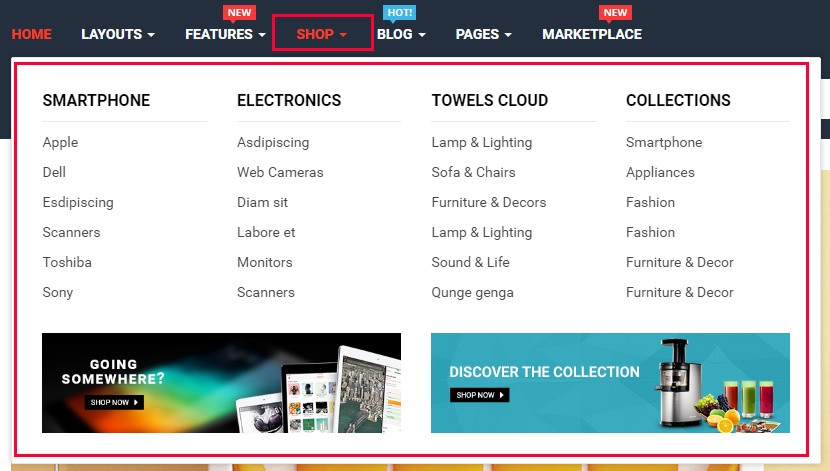 NEW
HOT!
NEW
HOME LAYOUTS FEATURES SHOP BLOG PAGES MARKETPLACE
SMARTPHONE
Apple
Dell
Esdipiscing
Scanners
Toshiba
Sony
ELECTRONICS
Asdipiscing
Web Cameras
Diam sit
Labore et
Monitors
Scanners
TOWELS CLOUD
Lamp & Lighting
Sofa & Chairs
Furniture & Decors
Lamp & Lighting
Sound & Life
Qunge genga
COLLECTIONS
Smartphone
Appliances
Fashion
Fashion
Furniture & Decor
Furniture & Decor
GOING
SOMEWHERE?
SHOP NOW
DISCOVER THE COLLECTION
SHOP NOW